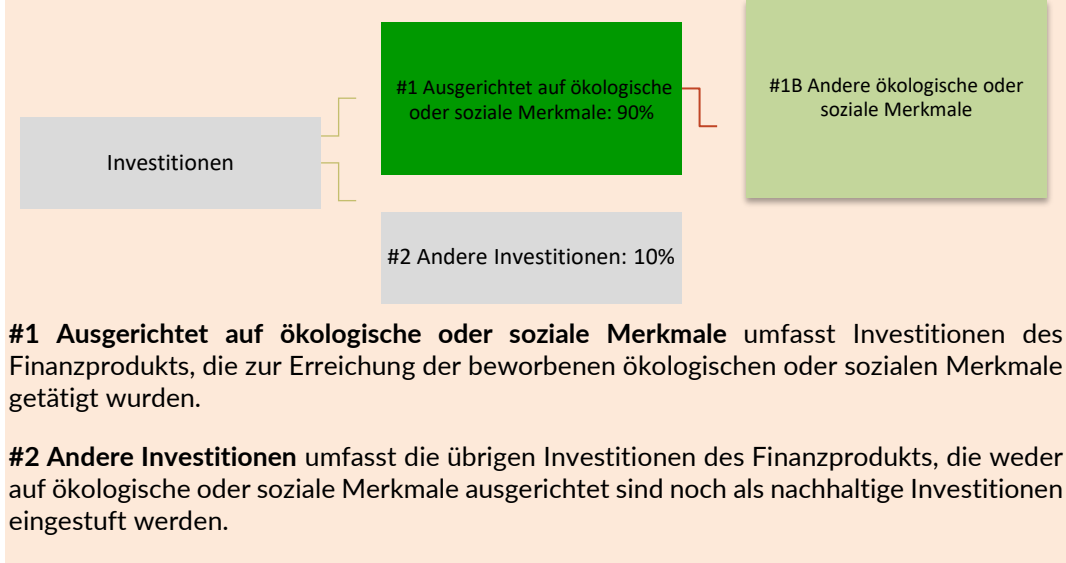 #1 Ausgerichtet auf ökologische
oder soziale Merkmale: 90%
#1B Andere ökologische oder
soziale Merkmale
Investitionen
#2 Andere Investitionen: 10%
#1 Ausgerichtet auf ökologische oder soziale Merkmale umfasst Investitionen des
Finanzprodukts, die zur Erreichung der beworbenen ökologischen oder sozialen Merkmale
getätigt wurden.
#2 Andere Investitionen umfasst die übrigen Investitionen des Finanzprodukts, die weder
auf ökologische oder soziale Merkmale ausgerichtet sind noch als nachhaltige Investitionen
eingestuft werden.